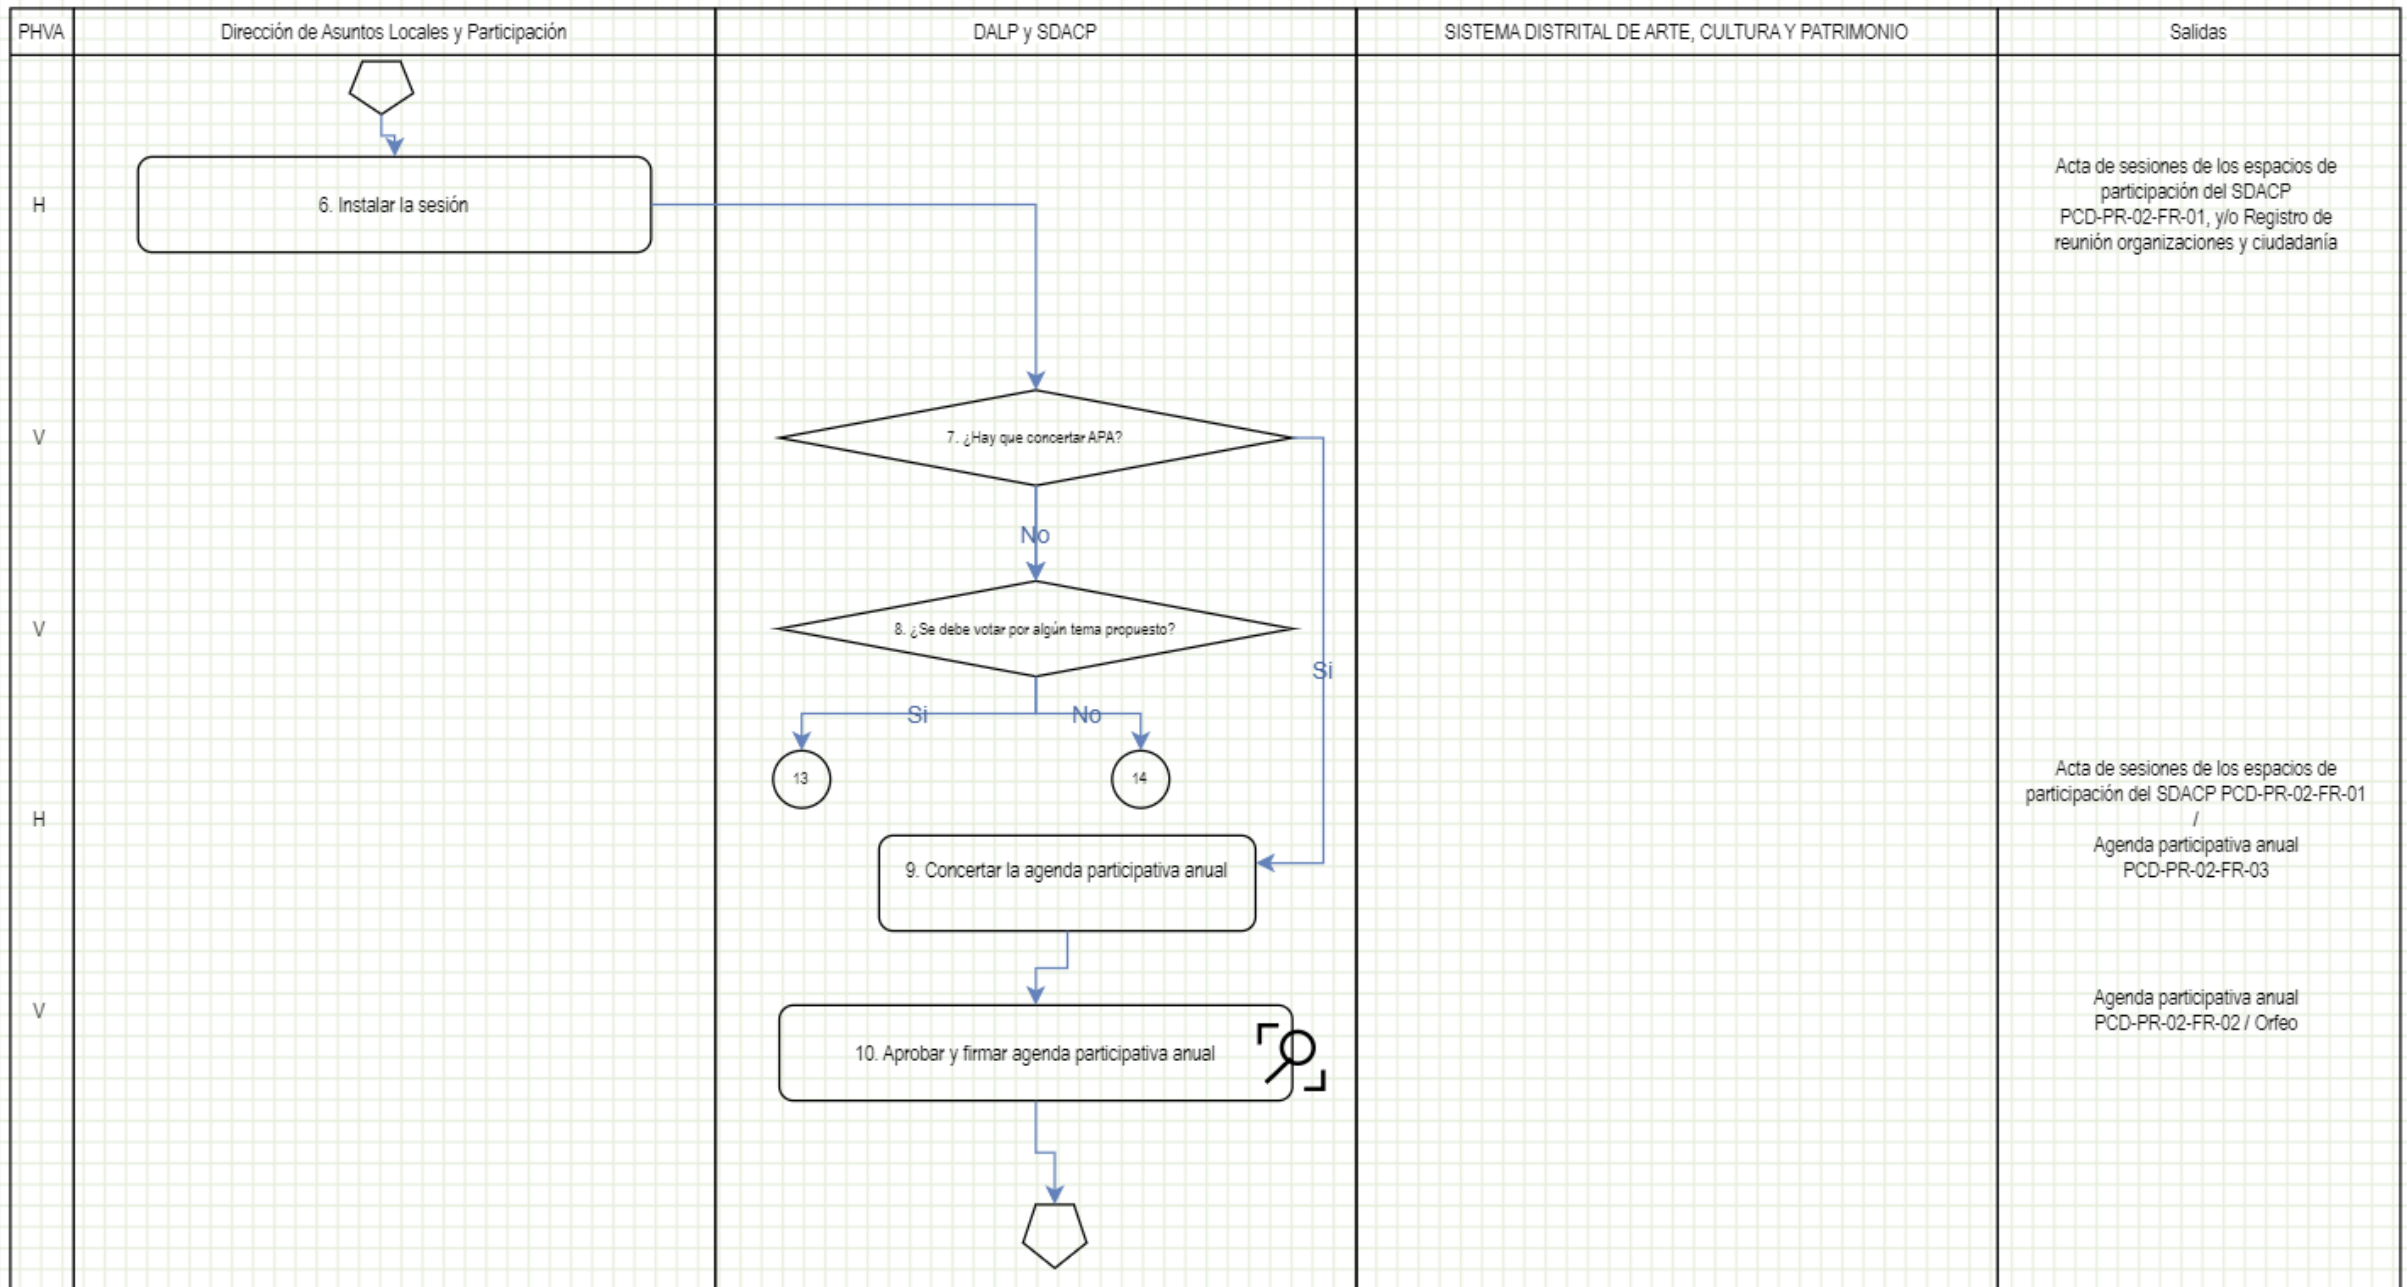 PHVA
Dirección de Asuntos Locales y Participación
DALP y SDACP
SISTEMA DISTRITAL DE ARTE, CULTURA Y PATRIMONIO
Salidas
H
6. Instalar la sesión
Acta de sesiones de los espacios de
participación del SDACP
PCD-PR-02-FR-01, y/o Registro de
reunión organizaciones y ciudadanía
V
7. ¿Hay que concertar APA?
No
V
8. ¿Se debe votar por algún tema propuesto?
Si
Si
No
13
14
H
9. Concertar la agenda participativa anual
Acta de sesiones de los espacios de
participación del SDACP PCD-PR-02-FR-01
/
Agenda participativa anual
PCD-PR-02-FR-03
V
10. Aprobar y firmar agenda participativa anual
Agenda participativa anual
PCD-PR-02-FR-02 / Orfeo